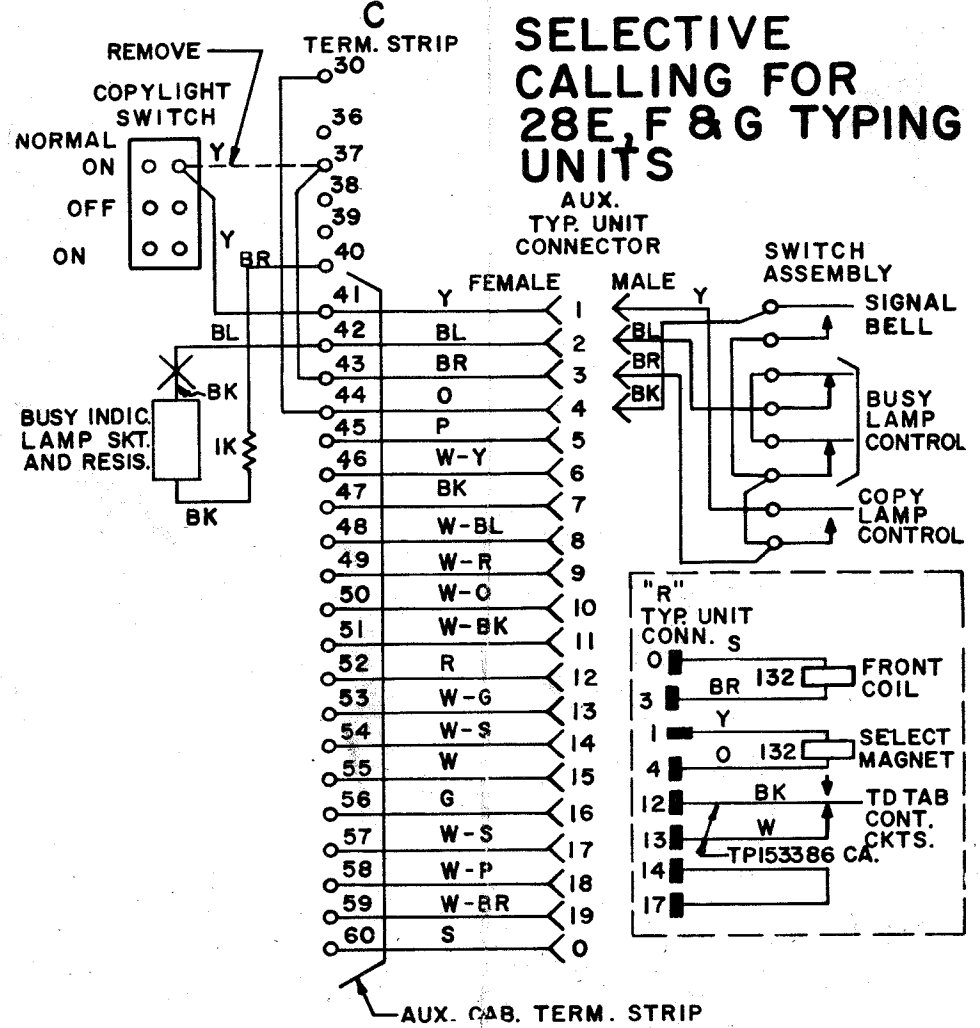 C
TERM. STRIP
SELECTIVE
CALLING FOR
28E, F & G TYPING
UNITS
REMOVE
COPYLIGHT
SWITCH
NORMAL
ON
OFF
ON
Y
Y
BR
BL
BK
BUSY INDIC.
LAMP SKT.
AND RESIS.
1K
BK
30
36
37
38
39
40
AUX.
TYP. UNIT
CONNECTOR
FEMALE
MALE
41 Y 1
42 BL 2
43 BR 3
44 O 4
45 P 5
46 W-Y 6
47 BK 7
48 W-BL 8
49 W-R 9
50 W-O 10
51 W-BK 11
52 R 12
53 W-G 13
54 W-S 14
55 W 15
56 G 16
57 W-S 17
58 W-P 18
59 W-BR 19
60 S 0
AUX. CAB. TERM. STRIP
Y
BL
BR
BK
SWITCH
ASSEMBLY
SIGNAL
BELL
BUSY
LAMP
CONTROL
COPY
LAMP
CONTROL
"R"
TYP. UNIT
CONN.
0 S
132 FRONT
COIL
3 BR
1 Y
132 SELECT
MAGNET
4 O
12 BK
TD TAB
CONT.
CKTS.
13 W
TP153386 CA.
14
17